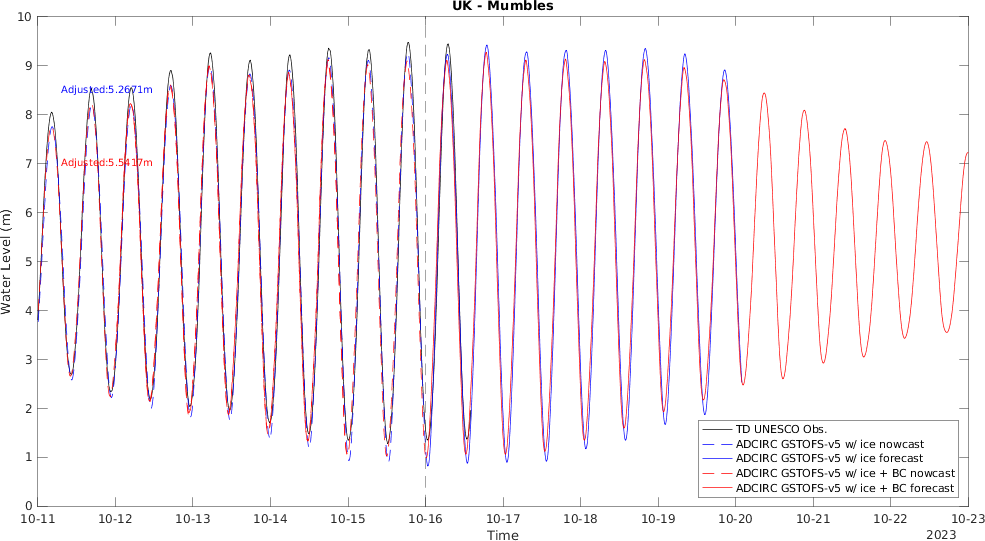 UK - Mumbles
10
9
8
7
6
5
4
3
2
1
0
Water Level (m)
Adjusted:5.2671m
Adjusted:5.5417m
TD UNESCO Obs.
ADCIRC GSTOFS-v5 w/ ice nowcast
ADCIRC GSTOFS-v5 w/ ice forecast
ADCIRC GSTOFS-v5 w/ ice + BC nowcast
ADCIRC GSTOFS-v5 w/ ice + BC forecast
10-11 10-12 10-13 10-14 10-15 10-16 10-17 10-18 10-19 10-20 10-21 10-22 10-23
Time
2023